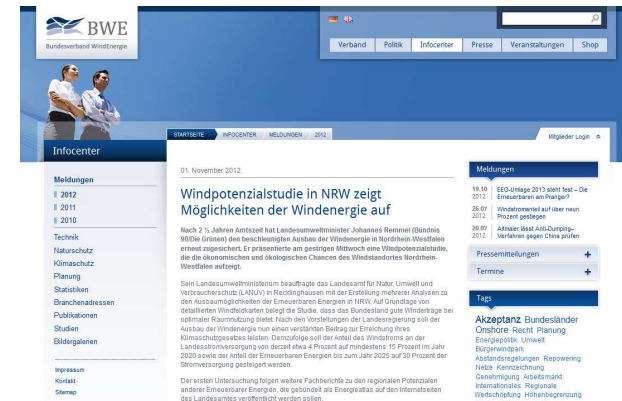 BWE
Bundesverband WindEnergie
Verband
Politik
Infocenter
Presse
Veranstaltungen
Shop
STARTSEITE
INFOCENTER
MELDUNGEN
2012
Mitglieder Login
Infocenter
Meldungen
2012
2011
2010
Technik
Naturschutz
Klimaschutz
Planung
Statistiken
Branchenadressen
Publikationen
Studien
Bildergalerien
Impressum
Kontakt
Sitemap
01. November 2012
Windpotenzialstudie in NRW zeigt
Möglichkeiten der Windenergie auf
Nach 2 ½ Jahren Amtszeit hat Landesumweltminister Johannes Remmel (Bündnis
90/Die Grünen) den beschleunigten Ausbau der Windenergie in Nordrhein-Westfalen
erneut zugesichert. Er präsentierte am gestrigen Mittwoch eine Windpotenzialstudie,
die die ökonomischen und ökologischen Chancen des Windstandortes Nordrhein-
Westfalen aufzeigt.
Sein Landesumweltministerium beauftragte das Landesamt für Natur, Umwelt und
Verbraucherschutz (LANUV) in Recklinghausen mit der Erstellung mehrerer Analysen zu
den Ausbaumöglichkeiten der Erneuerbaren Energien in NRW. Auf Grundlage von
detaillierten Windfeldkarten belegt die Studie, dass das Bundesland gute Winderträge bei
optimaler Raumnutzung bietet. Nach den Vorstellungen der Landesregierung soll der
Ausbau der Windenergie nun einen verstärkten Beitrag zur Erreichung ihres
Klimaschutzgesetzes leisten. Demzufolge soll der Anteil des Windstroms an der
Landesstromversorgung von derzeit etwa 4 Prozent auf mindestens 15 Prozent im Jahr
2020 sowie der Anteil der Erneuerbaren Energien bis zum Jahr 2025 auf 30 Prozent der
Stromversorgung gesteigert werden.
Der ersten Untersuchung folgen weitere Fachberichte zu den regionalen Potenzialen
anderer Erneuerbarer Energien, die gebündelt als Energieatlas auf den Internetseiten
des Landesamtes veröffentlicht werden sollen.
Meldungen
19.10 2012 EEG-Umlage 2013 steht fest – Die
Erneuerbaren am Pranger?
26.07 2012 Windstromanteil auf über neun
Prozent gestiegen
20.07 2012 Altmaier lässt Anti-Dumping–
Verfahren gegen China prüfen
Pressemitteilungen +
Termine +
Tags
Akzeptanz Bundesländer
Onshore Recht Planung
Energiepolitik Umwelt
Bürgerwindpark
Abstandsregelungen Repowering
Netze Kennzeichnung
Genehmigung Arbeitsmarkt
Internationales Regionale
Wertschöpfung Höhenbegrenzung